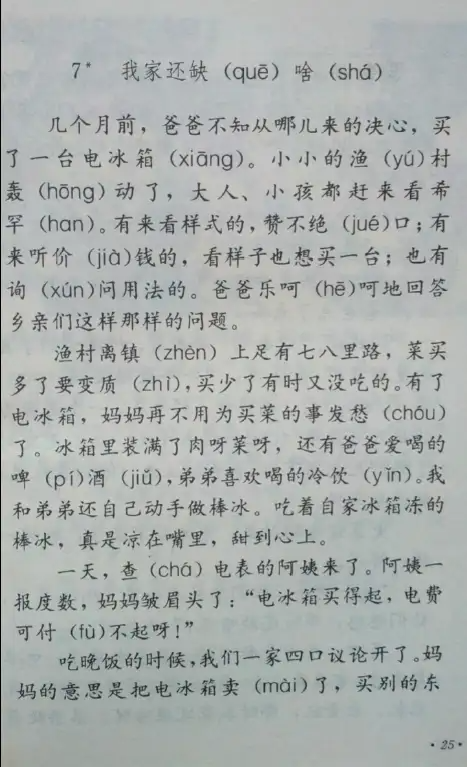 7* 我家还缺（quē）啥（shá）
几个月前，爸爸不知从哪儿来的决心，买
了一台电冰箱（xiāng）。小小的渔（yú）村
轰（hōng）动了，大人、小孩都赶来看希
罕（han）。有来看样式的，赞不绝（jué）口；有
来听价（jià）钱的，看样子也想买一台；也有
询（xún）问用法的。爸爸乐呵（hē）呵地回答
乡亲们这样那样的问题。
渔村离镇（zhèn）上足有七八里路，菜买
多了要变质（zhì），买少了有时又没吃的。有了
电冰箱，妈妈再不用为买菜的事发愁（chóu）
了。冰箱里装满了肉呀菜呀，还有爸爸爱喝的
啤（pí）酒（jiǔ），弟弟喜欢喝的冷饮（yǐn）。我
和弟弟还自己动手做棒冰。吃着自家冰箱冻的
棒冰，真是凉在嘴里，甜到心上。
一天，查（chá）电表的阿姨来了。阿姨一
报度数，妈妈皱眉头了：“电冰箱买得起，电费
可付（fù）不起呀！”
吃晚饭的时候，我们一家四口议论开了。妈
妈的意思是把电冰箱卖（mài）了，买别的东
·25·